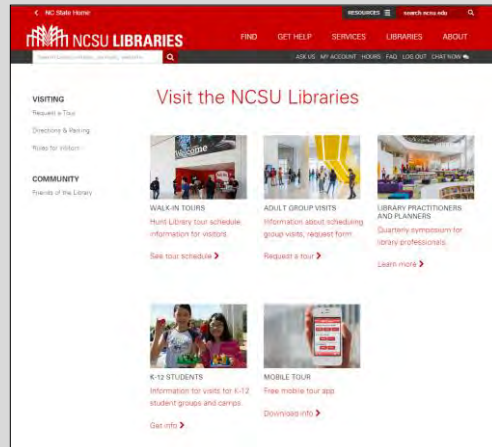 NC State Home
RESOURCES
search ncsu.edu
NCSU LIBRARIES
FIND
GET HELP
SERVICES
LIBRARIES
ABOUT
ASK US
MY ACCOUNT
HOURS
FAQ
LOG OUT
CHAT NOW
VISITING
Request a Tour
Directions & Parking
Rules for Visitors
COMMUNITY
Friends of the Library
Visit the NCSU Libraries
welcome
WALK-IN TOURS
Hunt Library tour schedule,
information for visitors.
See tour schedule
ADULT GROUP VISITS
Information about scheduling
group visits, request form.
Request a tour
LIBRARY PRACTITIONERS
AND PLANNERS
Quarterly symposium for
library professionals.
Learn more
K-12 STUDENTS
Information for visits for K-12
student groups and camps.
Get info
MOBILE TOUR
Free mobile tour app.
Download info